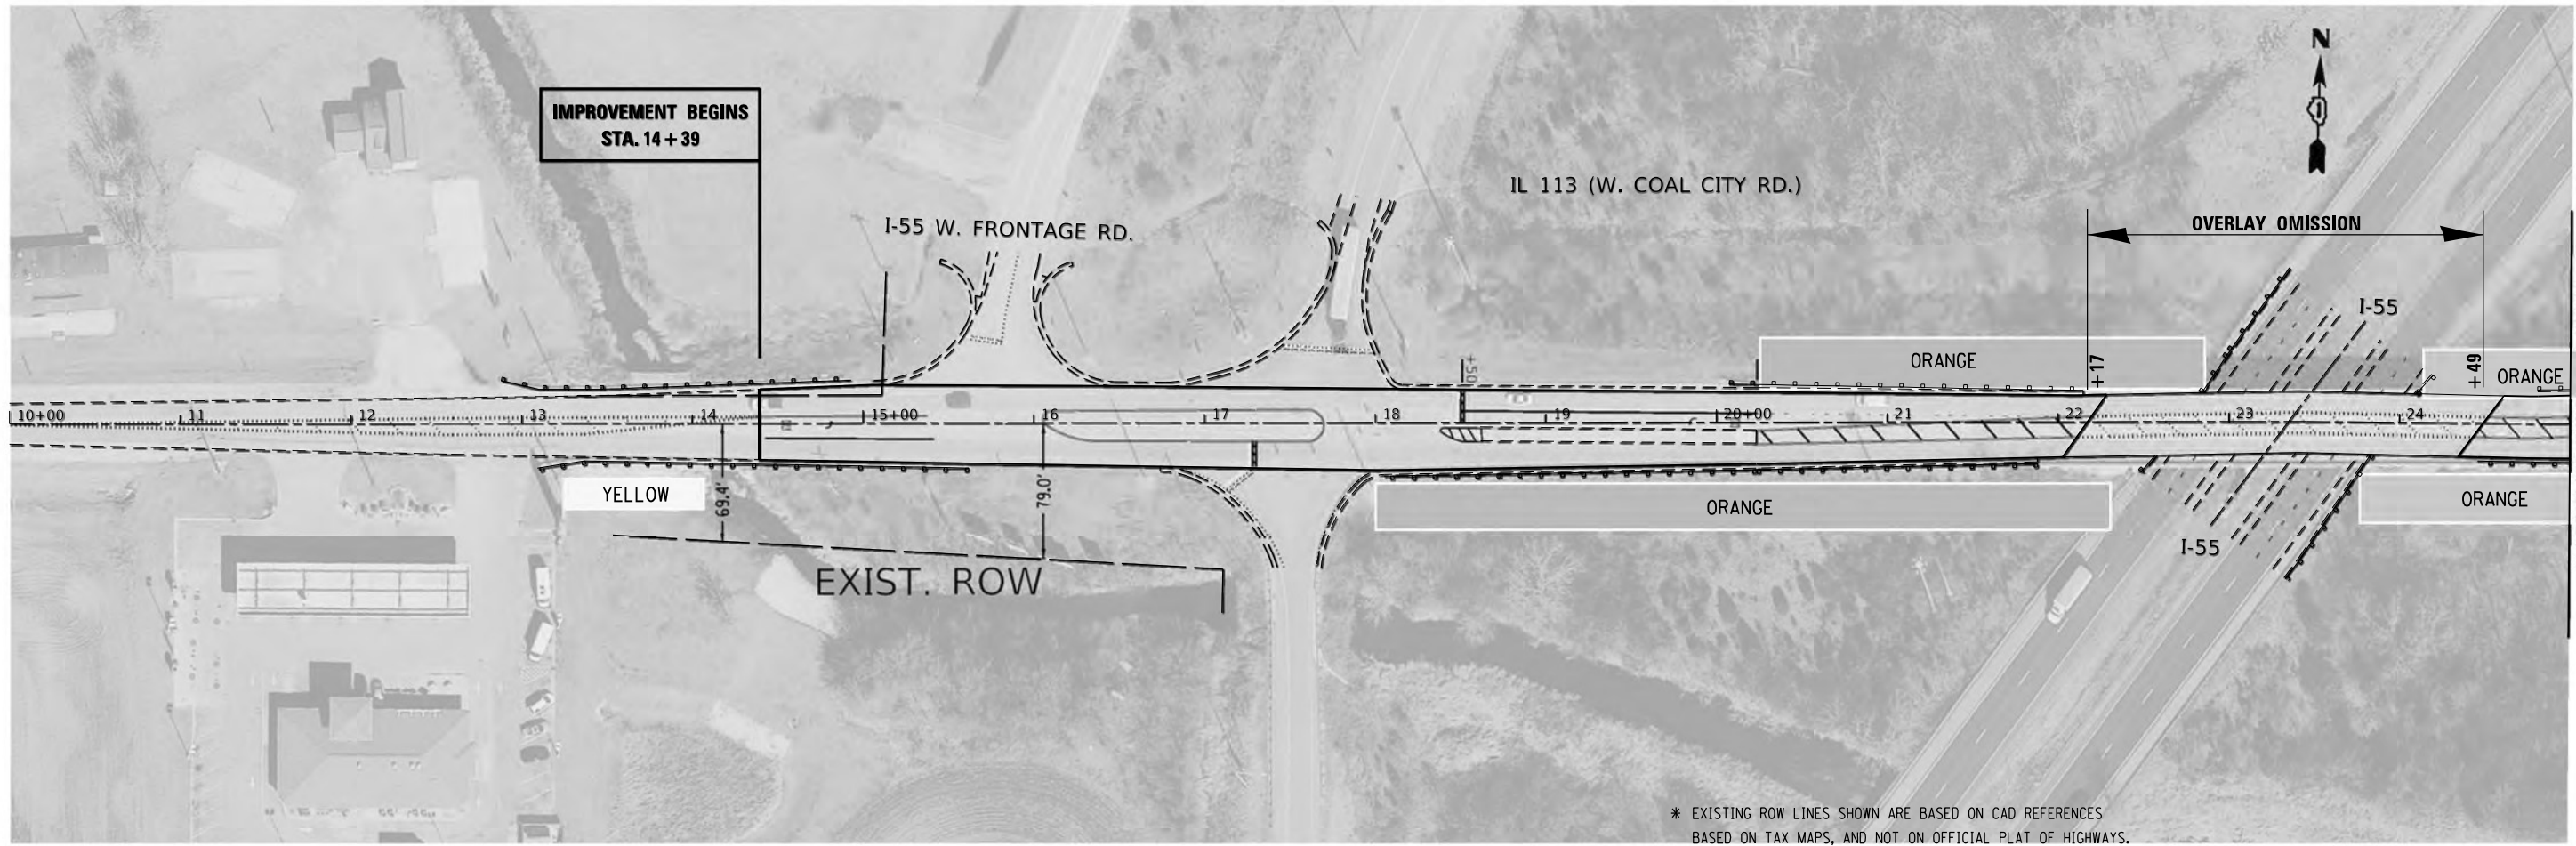 N
IMPROVEMENT BEGINS
STA. 14+39
IL 113 (W. COAL CITY RD.)
I-55 W. FRONTAGE RD.
OVERLAY OMISSION
I-55
ORANGE
+17
+49
+50
ORANGE
10+00 11 12 13 14 15+00 16 17 18 19 20+00 21 22 23 24
YELLOW
69.4'
79.0'
ORANGE
ORANGE
I-55
EXIST. ROW
* EXISTING ROW LINES SHOWN ARE BASED ON CAD REFERENCES
BASED ON TAX MAPS, AND NOT ON OFFICIAL PLAT OF HIGHWAYS.